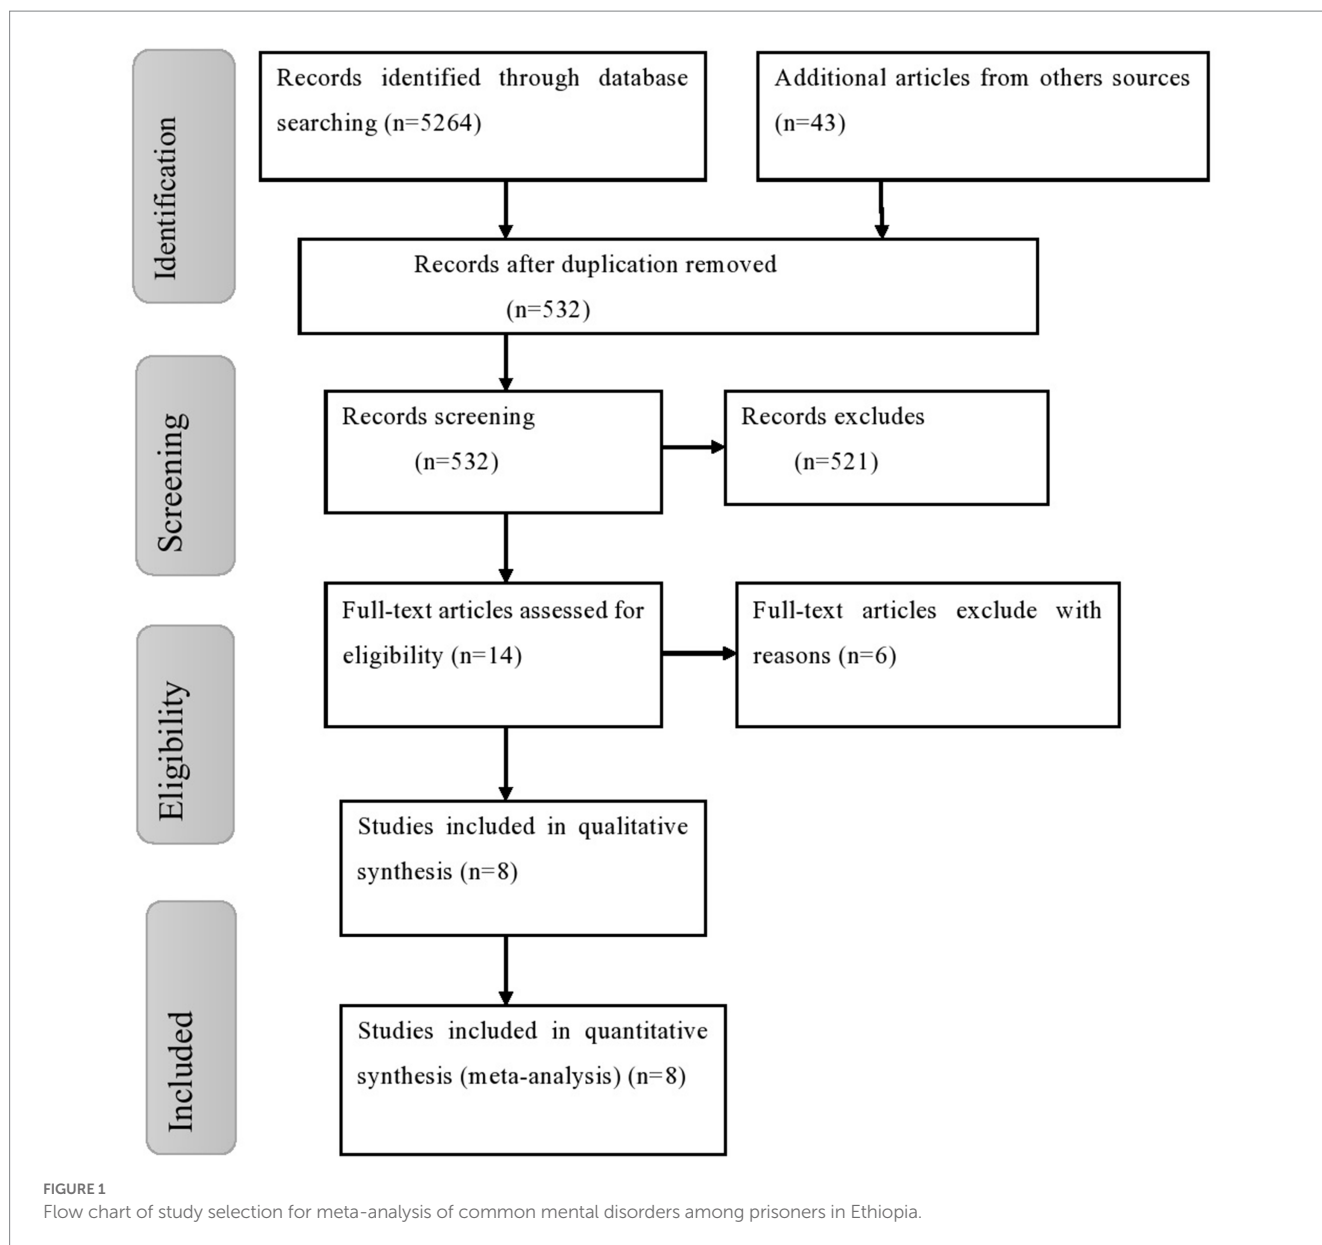 Identification
Records identified through database
searching (n=5264)
Additional articles from others sources
(n=43)
Records after duplication removed
(n=532)
Screening
Records screening
(n=532)
Records excludes
(n=521)
Eligibility
Full-text articles assessed for
eligibility (n=14)
Full-text articles exclude with
reasons (n=6)
Studies included in qualitative
synthesis (n=8)
Included
Studies included in quantitative
synthesis (meta-analysis) (n=8)
FIGURE 1
Flow chart of study selection for meta-analysis of common mental disorders among prisoners in Ethiopia.